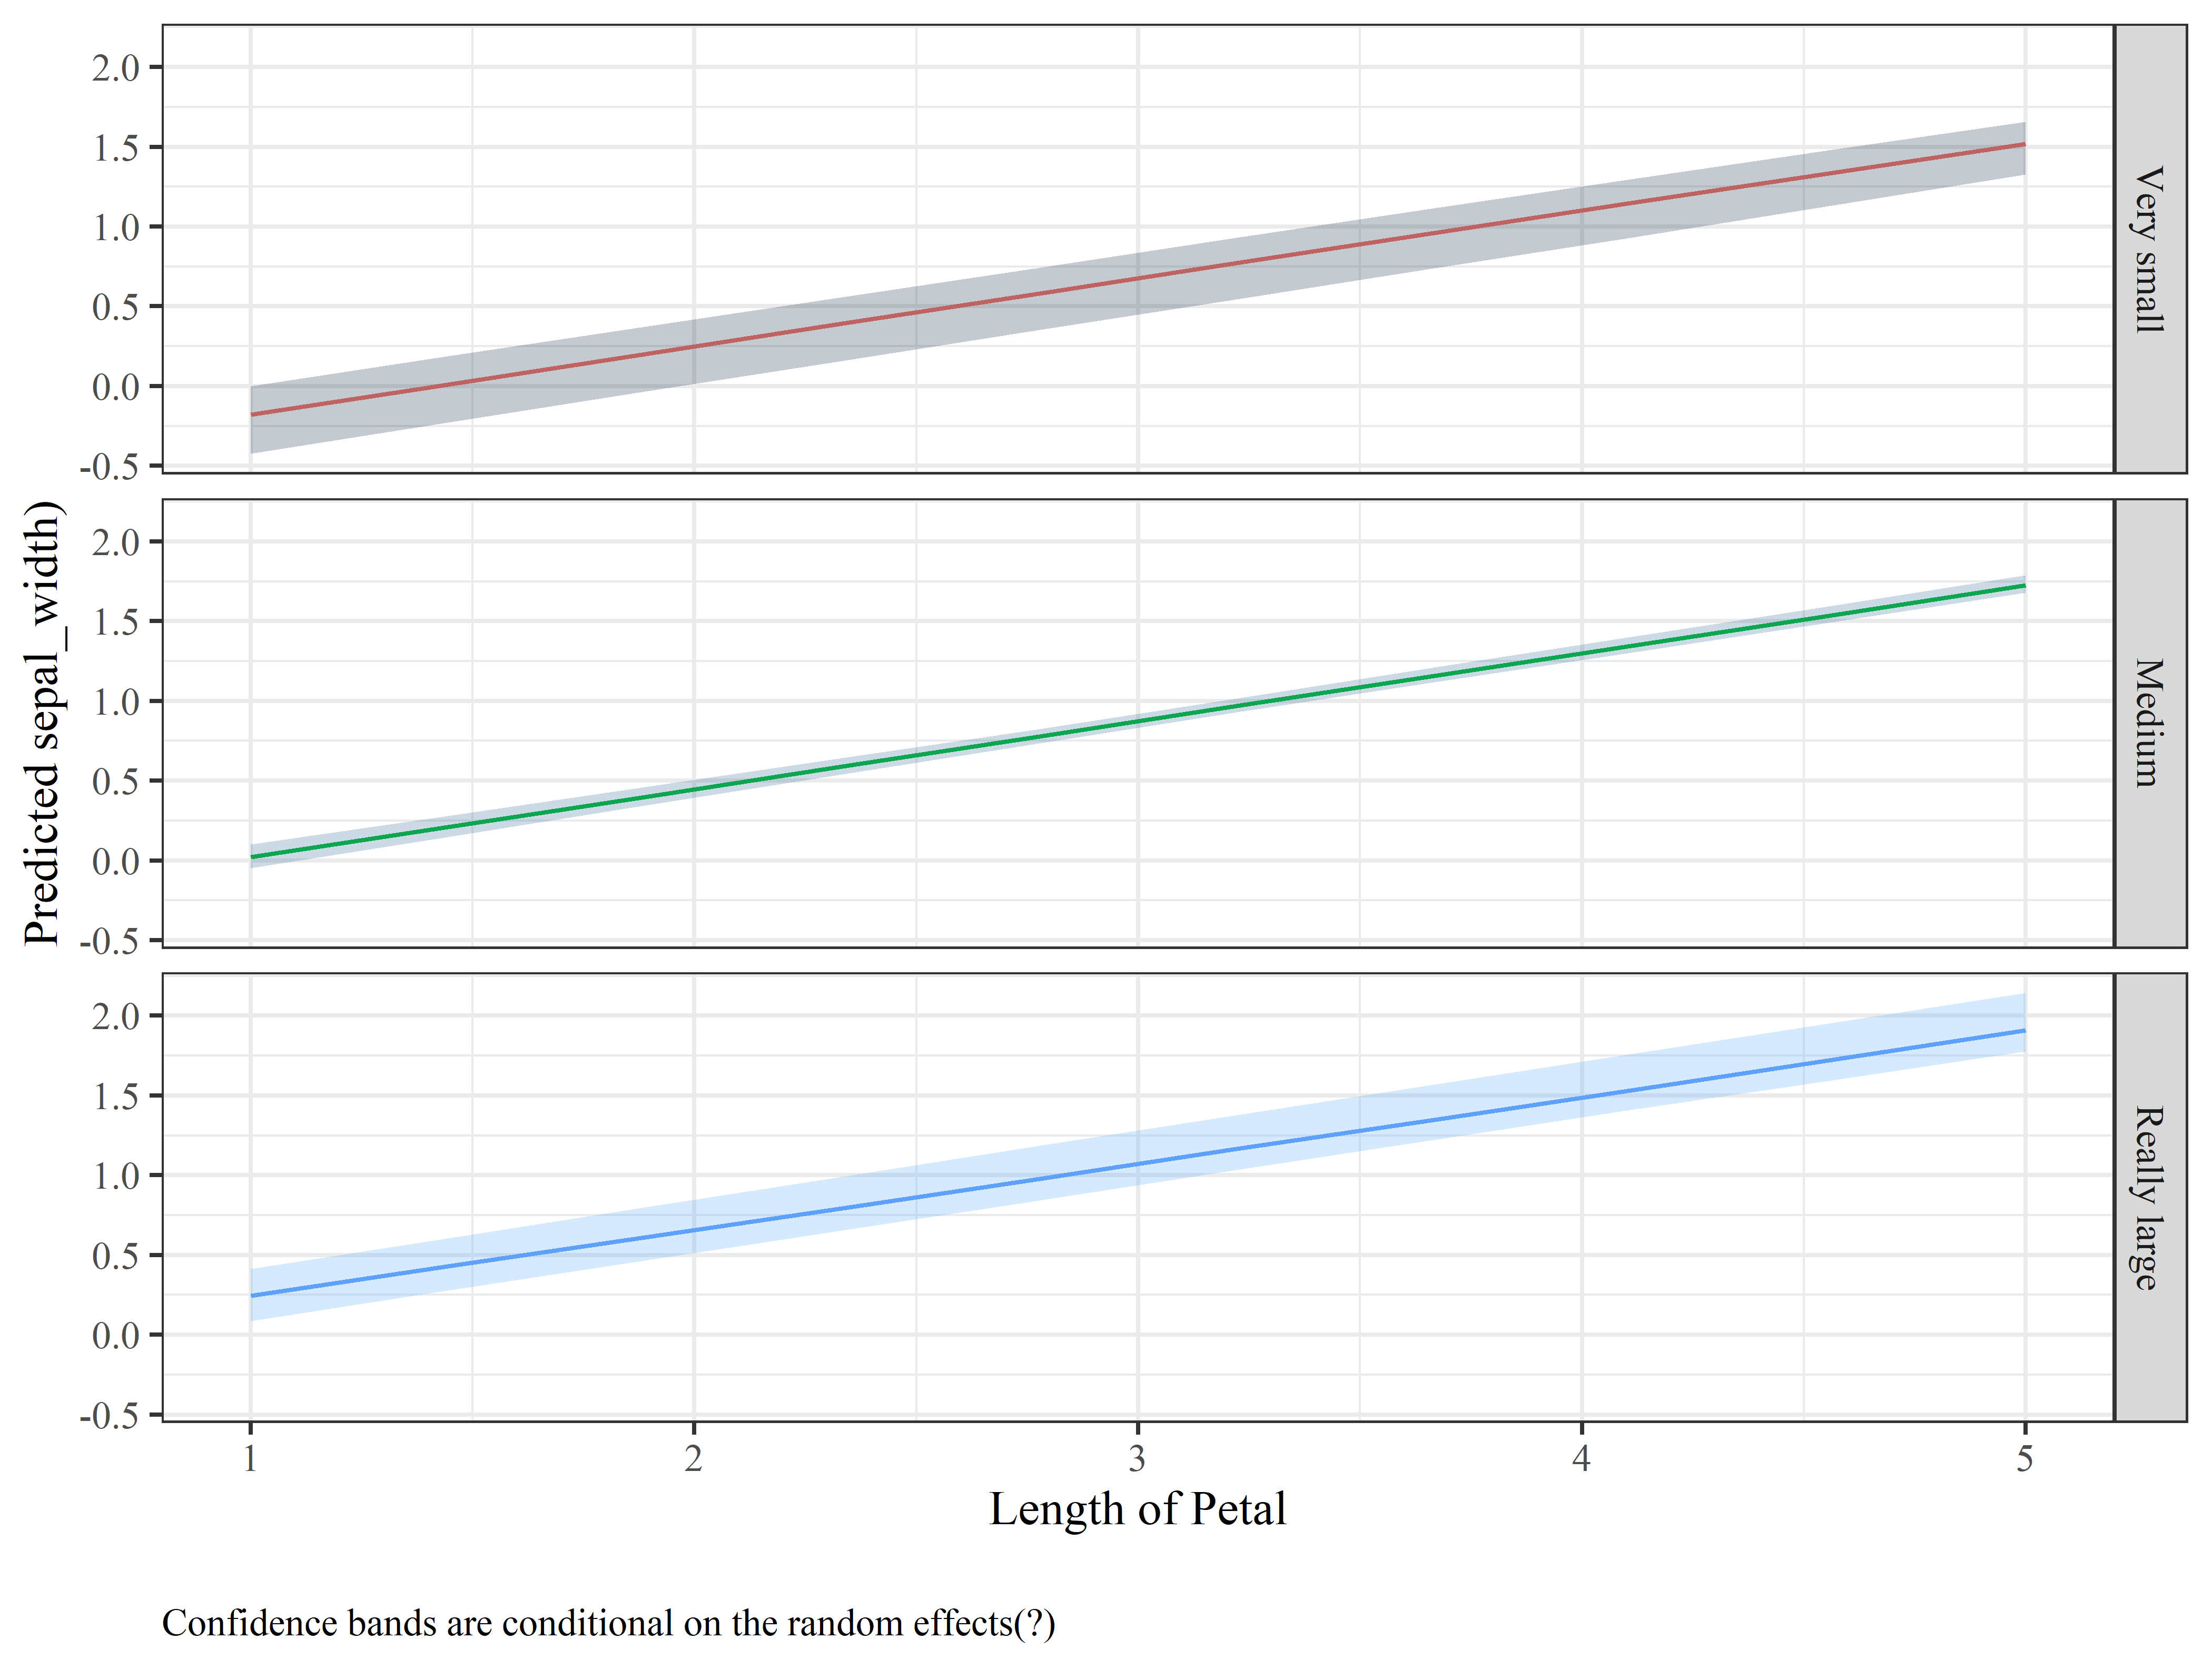 Predicted sepal_width)
2.0
1.5
1.0
0.5
0.0
-0.5
Very small
2.0
1.5
1.0
0.5
0.0
-0.5
Medium
2.0
1.5
1.0
0.5
0.0
-0.5
Really large
1 2 3 4 5
Length of Petal
Confidence bands are conditional on the random effects(?)